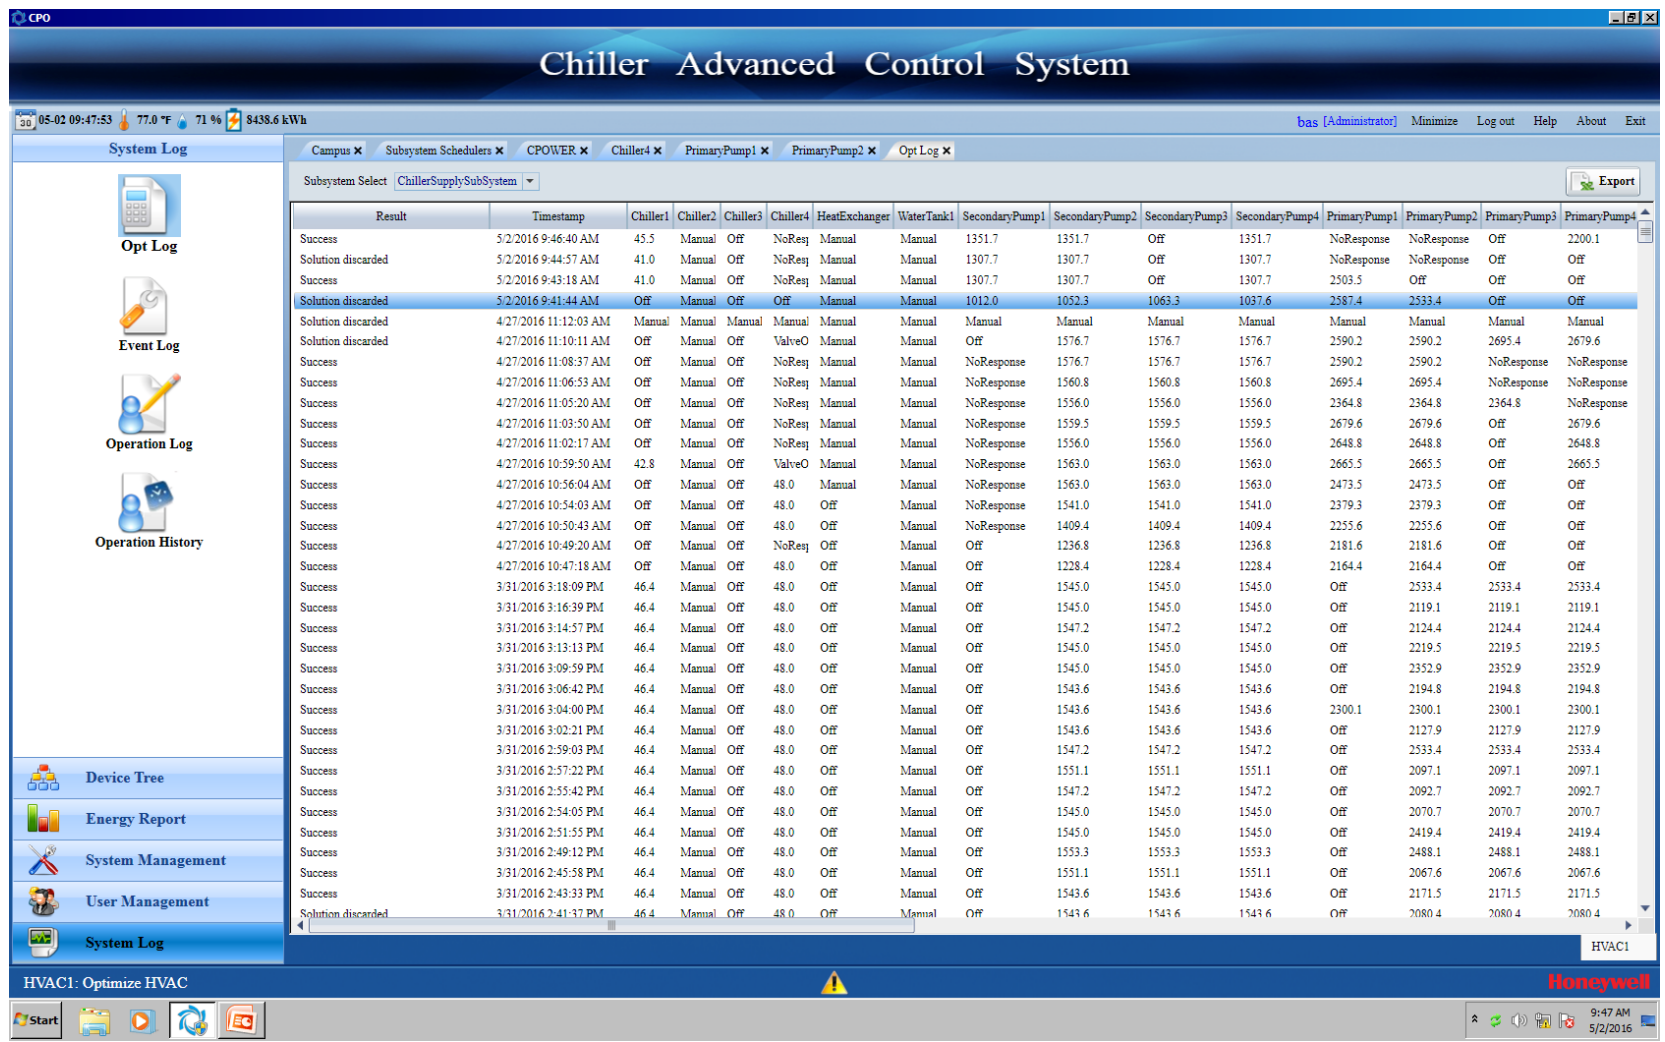 CPO
Chiller Advanced Control System
30 05-02 09:47:53 77.0 °F 71 % 8438.6 kWh bas [Administrator] Minimize Log out Help About Exit
System Log
Campus Subsystem Schedulers CPOWER Chiller4 PrimaryPump1 PrimaryPump2 Opt Log
Subsystem Select ChillerSupplySubSystem Export
Opt Log
Event Log
Operation Log
Operation History
Result Timestamp Chiller1 Chiller2 Chiller3 Chiller4 HeatExchanger WaterTank1 SecondaryPump1 SecondaryPump2 SecondaryPump3 SecondaryPump4 PrimaryPump1 PrimaryPump2 PrimaryPump3 PrimaryPump4
Success 5/2/2016 9:46:40 AM 45.5 Manual Off NoResp Manual Manual 1351.7 1351.7 Off 1351.7 NoResponse NoResponse Off 2200.1
Solution discarded 5/2/2016 9:44:57 AM 41.0 Manual Off NoResp Manual Manual 1307.7 1307.7 Off 1307.7 NoResponse NoResponse Off Off
Success 5/2/2016 9:43:18 AM 41.0 Manual Off NoResp Manual Manual 1307.7 1307.7 Off 1307.7 2503.5 Off Off Off
Solution discarded 5/2/2016 9:41:44 AM Off Manual Off Off Manual Manual 1012.0 1052.3 1063.3 1037.6 2587.4 2533.4 Off Off
Solution discarded 4/27/2016 11:12:03 AM Manual Manual Manual Manual Manual Manual Manual Manual Manual Manual Manual Manual Manual Manual
Solution discarded 4/27/2016 11:10:11 AM Off Manual Off ValveO Manual Manual Off 1576.7 1576.7 1576.7 2590.2 2590.2 2695.4 2679.6
Success 4/27/2016 11:08:37 AM Off Manual Off NoResp Manual Manual NoResponse 1576.7 1576.7 1576.7 2590.2 2590.2 NoResponse NoResponse
Success 4/27/2016 11:06:53 AM Off Manual Off NoResp Manual Manual NoResponse 1560.8 1560.8 1560.8 2695.4 2695.4 NoResponse NoResponse
Success 4/27/2016 11:05:20 AM Off Manual Off NoResp Manual Manual NoResponse 1556.0 1556.0 1556.0 2364.8 2364.8 2364.8 NoResponse
Success 4/27/2016 11:03:50 AM Off Manual Off NoResp Manual Manual NoResponse 1559.5 1559.5 1559.5 2679.6 2679.6 Off 2679.6
Success 4/27/2016 11:02:17 AM Off Manual Off NoResp Manual Manual NoResponse 1556.0 1556.0 1556.0 2648.8 2648.8 Off 2648.8
Success 4/27/2016 10:59:50 AM 42.8 Manual Off ValveO Manual Manual NoResponse 1563.0 1563.0 1563.0 2665.5 2665.5 Off 2665.5
Success 4/27/2016 10:56:04 AM Off Manual Off 48.0 Manual Manual NoResponse 1563.0 1563.0 1563.0 2473.5 2473.5 Off Off
Success 4/27/2016 10:54:03 AM Off Manual Off 48.0 Off Manual NoResponse 1541.0 1541.0 1541.0 2379.3 2379.3 Off Off
Success 4/27/2016 10:50:43 AM Off Manual Off 48.0 Off Manual NoResponse 1409.4 1409.4 1409.4 2255.6 2255.6 Off Off
Success 4/27/2016 10:49:20 AM Off Manual Off NoResp Off Manual Off 1236.8 1236.8 1236.8 2181.6 2181.6 Off Off
Success 4/27/2016 10:47:18 AM Off Manual Off 48.0 Off Manual Off 1228.4 1228.4 1228.4 2164.4 2164.4 Off Off
Success 3/31/2016 3:18:09 PM 46.4 Manual Off 48.0 Off Manual Off 1545.0 1545.0 1545.0 Off 2533.4 2533.4 2533.4
Success 3/31/2016 3:16:39 PM 46.4 Manual Off 48.0 Off Manual Off 1545.0 1545.0 1545.0 Off 2119.1 2119.1 2119.1
Success 3/31/2016 3:14:57 PM 46.4 Manual Off 48.0 Off Manual Off 1547.2 1547.2 1547.2 Off 2124.4 2124.4 2124.4
Success 3/31/2016 3:13:13 PM 46.4 Manual Off 48.0 Off Manual Off 1545.0 1545.0 1545.0 Off 2219.5 2219.5 2219.5
Success 3/31/2016 3:09:59 PM 46.4 Manual Off 48.0 Off Manual Off 1545.0 1545.0 1545.0 Off 2352.9 2352.9 2352.9
Success 3/31/2016 3:06:42 PM 46.4 Manual Off 48.0 Off Manual Off 1543.6 1543.6 1543.6 Off 2194.8 2194.8 2194.8
Success 3/31/2016 3:04:00 PM 46.4 Manual Off 48.0 Off Manual Off 1543.6 1543.6 1543.6 2300.1 2300.1 2300.1 2300.1
Success 3/31/2016 3:02:21 PM 46.4 Manual Off 48.0 Off Manual Off 1543.6 1543.6 1543.6 Off 2127.9 2127.9 2127.9
Success 3/31/2016 2:59:03 PM 46.4 Manual Off 48.0 Off Manual Off 1547.2 1547.2 1547.2 Off 2533.4 2533.4 2533.4
Success 3/31/2016 2:57:22 PM 46.4 Manual Off 48.0 Off Manual Off 1551.1 1551.1 1551.1 Off 2097.1 2097.1 2097.1
Success 3/31/2016 2:55:42 PM 46.4 Manual Off 48.0 Off Manual Off 1547.2 1547.2 1547.2 Off 2092.7 2092.7 2092.7
Success 3/31/2016 2:54:05 PM 46.4 Manual Off 48.0 Off Manual Off 1545.0 1545.0 1545.0 Off 2070.7 2070.7 2070.7
Success 3/31/2016 2:51:55 PM 46.4 Manual Off 48.0 Off Manual Off 1545.0 1545.0 1545.0 Off 2419.4 2419.4 2419.4
Success 3/31/2016 2:49:12 PM 46.4 Manual Off 48.0 Off Manual Off 1553.3 1553.3 1553.3 Off 2488.1 2488.1 2488.1
Success 3/31/2016 2:45:58 PM 46.4 Manual Off 48.0 Off Manual Off 1551.1 1551.1 1551.1 Off 2067.6 2067.6 2067.6
Success 3/31/2016 2:43:33 PM 46.4 Manual Off 48.0 Off Manual Off 1543.6 1543.6 1543.6 Off 2171.5 2171.5 2171.5
Solution discarded 3/31/2016 2:41:37 PM 46.4 Manual Off 48.0 Off Manual Off 1543.6 1543.6 1543.6 Off 2080.4 2080.4 2080.4
Device Tree
Energy Report
System Management
User Management
System Log
HVAC1
HVAC1: Optimize HVAC Honeywell
Start 9:47 AM
5/2/2016